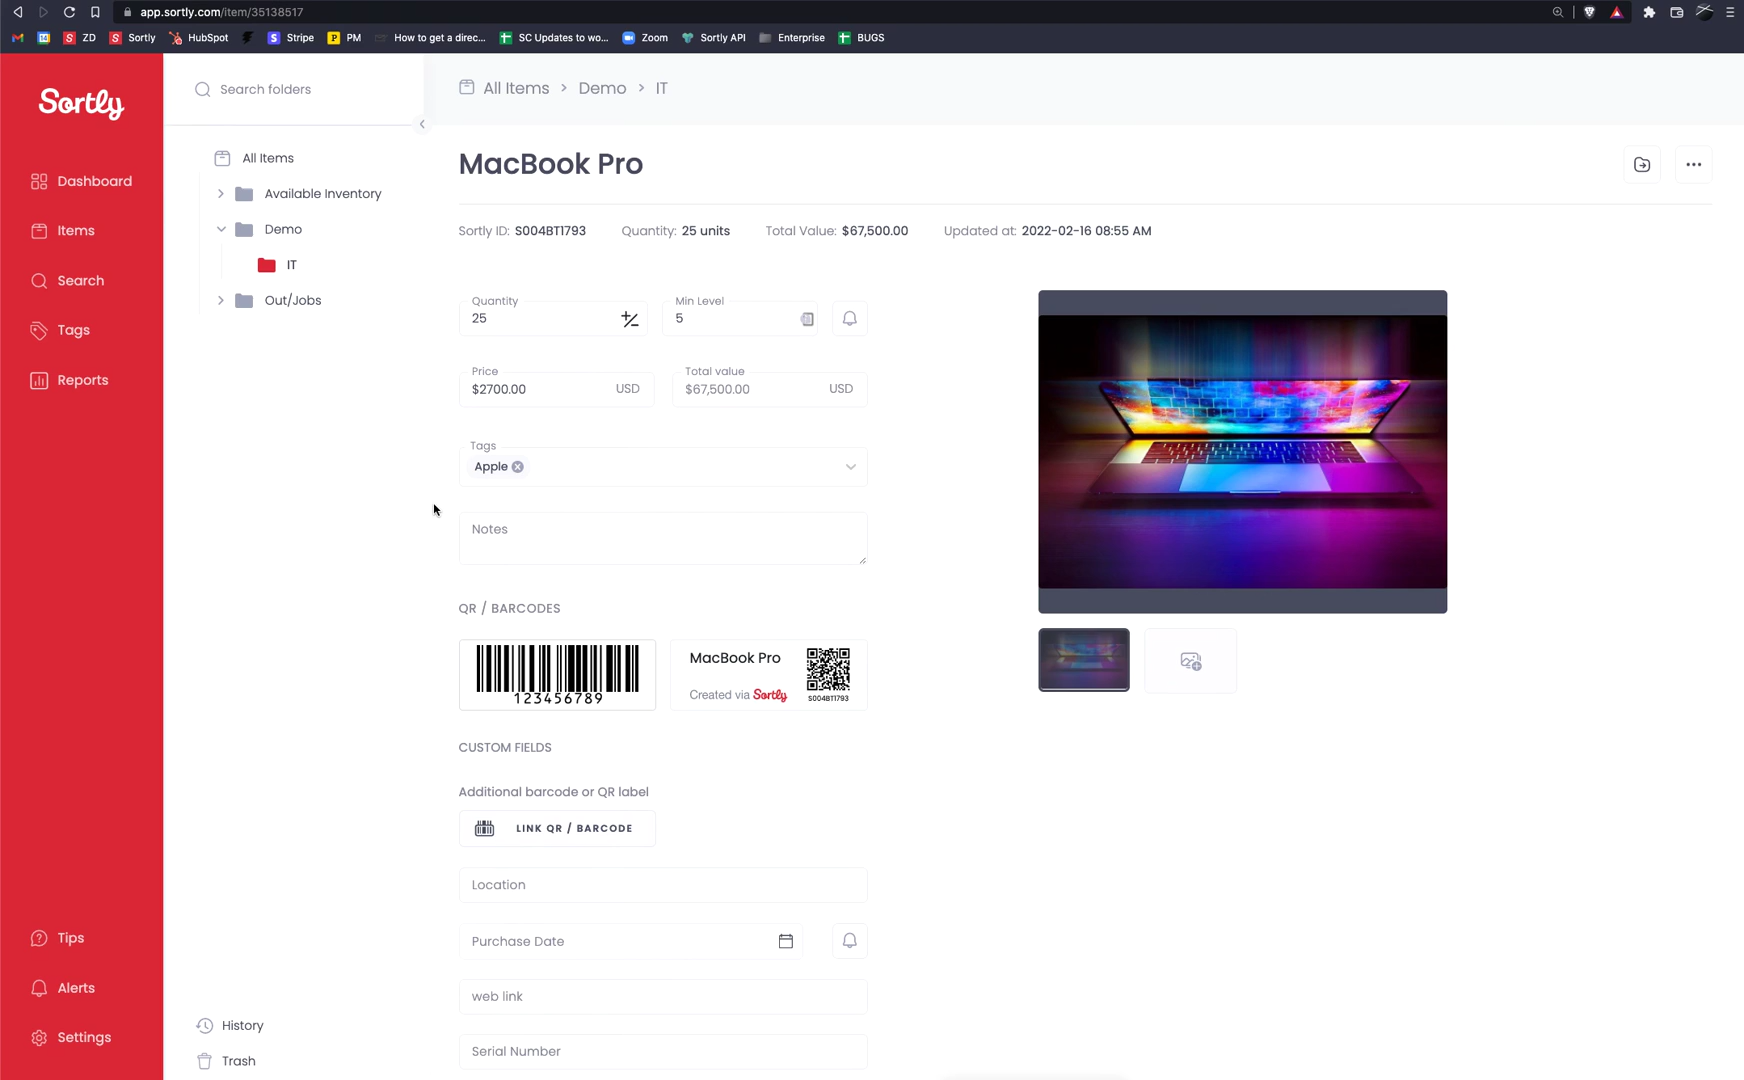 app.sortly.com/item/35138517
ZD
Sortly
HubSpot
Stripe
PM
How to get a direc...
SC Updates to wo...
Zoom
Sortly API
Enterprise
BUGS
Sortly
Dashboard
Items
Search
Tags
Reports
Tips
Alerts
Settings
Search folders
All Items
Available Inventory
Demo
IT
Out/Jobs
History
Trash
All Items > Demo > IT
MacBook Pro
Sortly ID: S004BT1793 Quantity: 25 units Total Value: $67,500.00 Updated at: 2022-02-16 08:55 AM
Quantity
25
Min Level
5
Price
$2700.00 USD
Total value
$67,500.00 USD
Tags
Apple
Notes
QR / BARCODES
123456789
MacBook Pro
Created via Sortly
S004BT1793
CUSTOM FIELDS
Additional barcode or QR label
LINK QR / BARCODE
Location
Purchase Date
web link
Serial Number